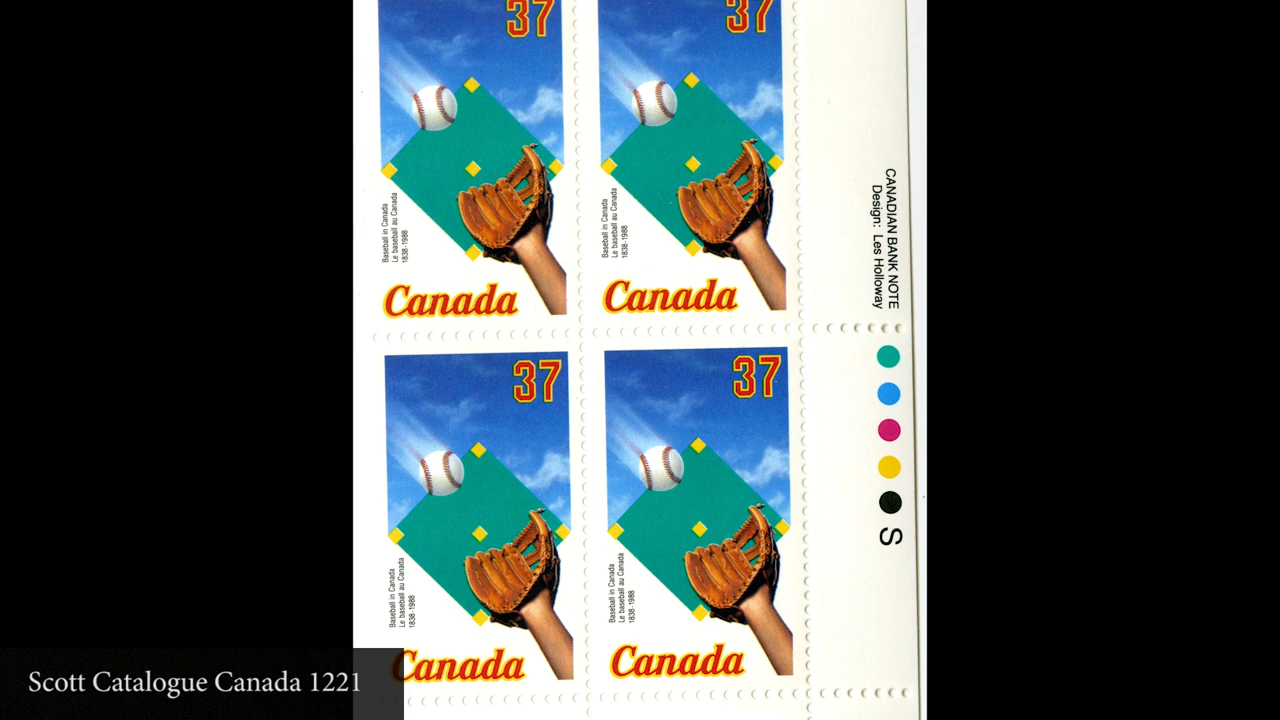 37
37
Baseball in Canada
Le baseball au Canada
1838-1988
Baseball in Canada
Le baseball au Canada
1838-1988
Canada
Canada
CANADIAN BANK NOTE
Design: Les Holloway
37
37
Baseball in Canada
Le baseball au Canada
1838-1988
Baseball in Canada
Le baseball au Canada
1838-1988
Canada
Canada
S
Scott Catalogue Canada 1221